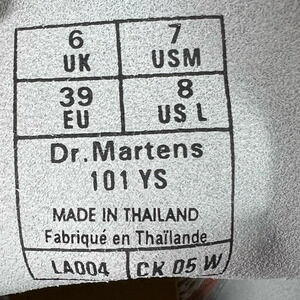 6 7
UK USM
39 8
EU US L
Dr. Martens
101 YS
MADE IN THAILAND
Fabriqué en Thaïlande
LA004 CK D5 W